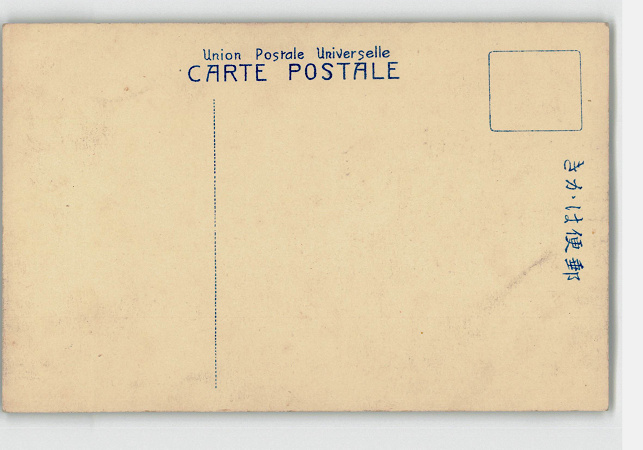 Union Postale Universelle
CARTE POSTALE
郵便はがき